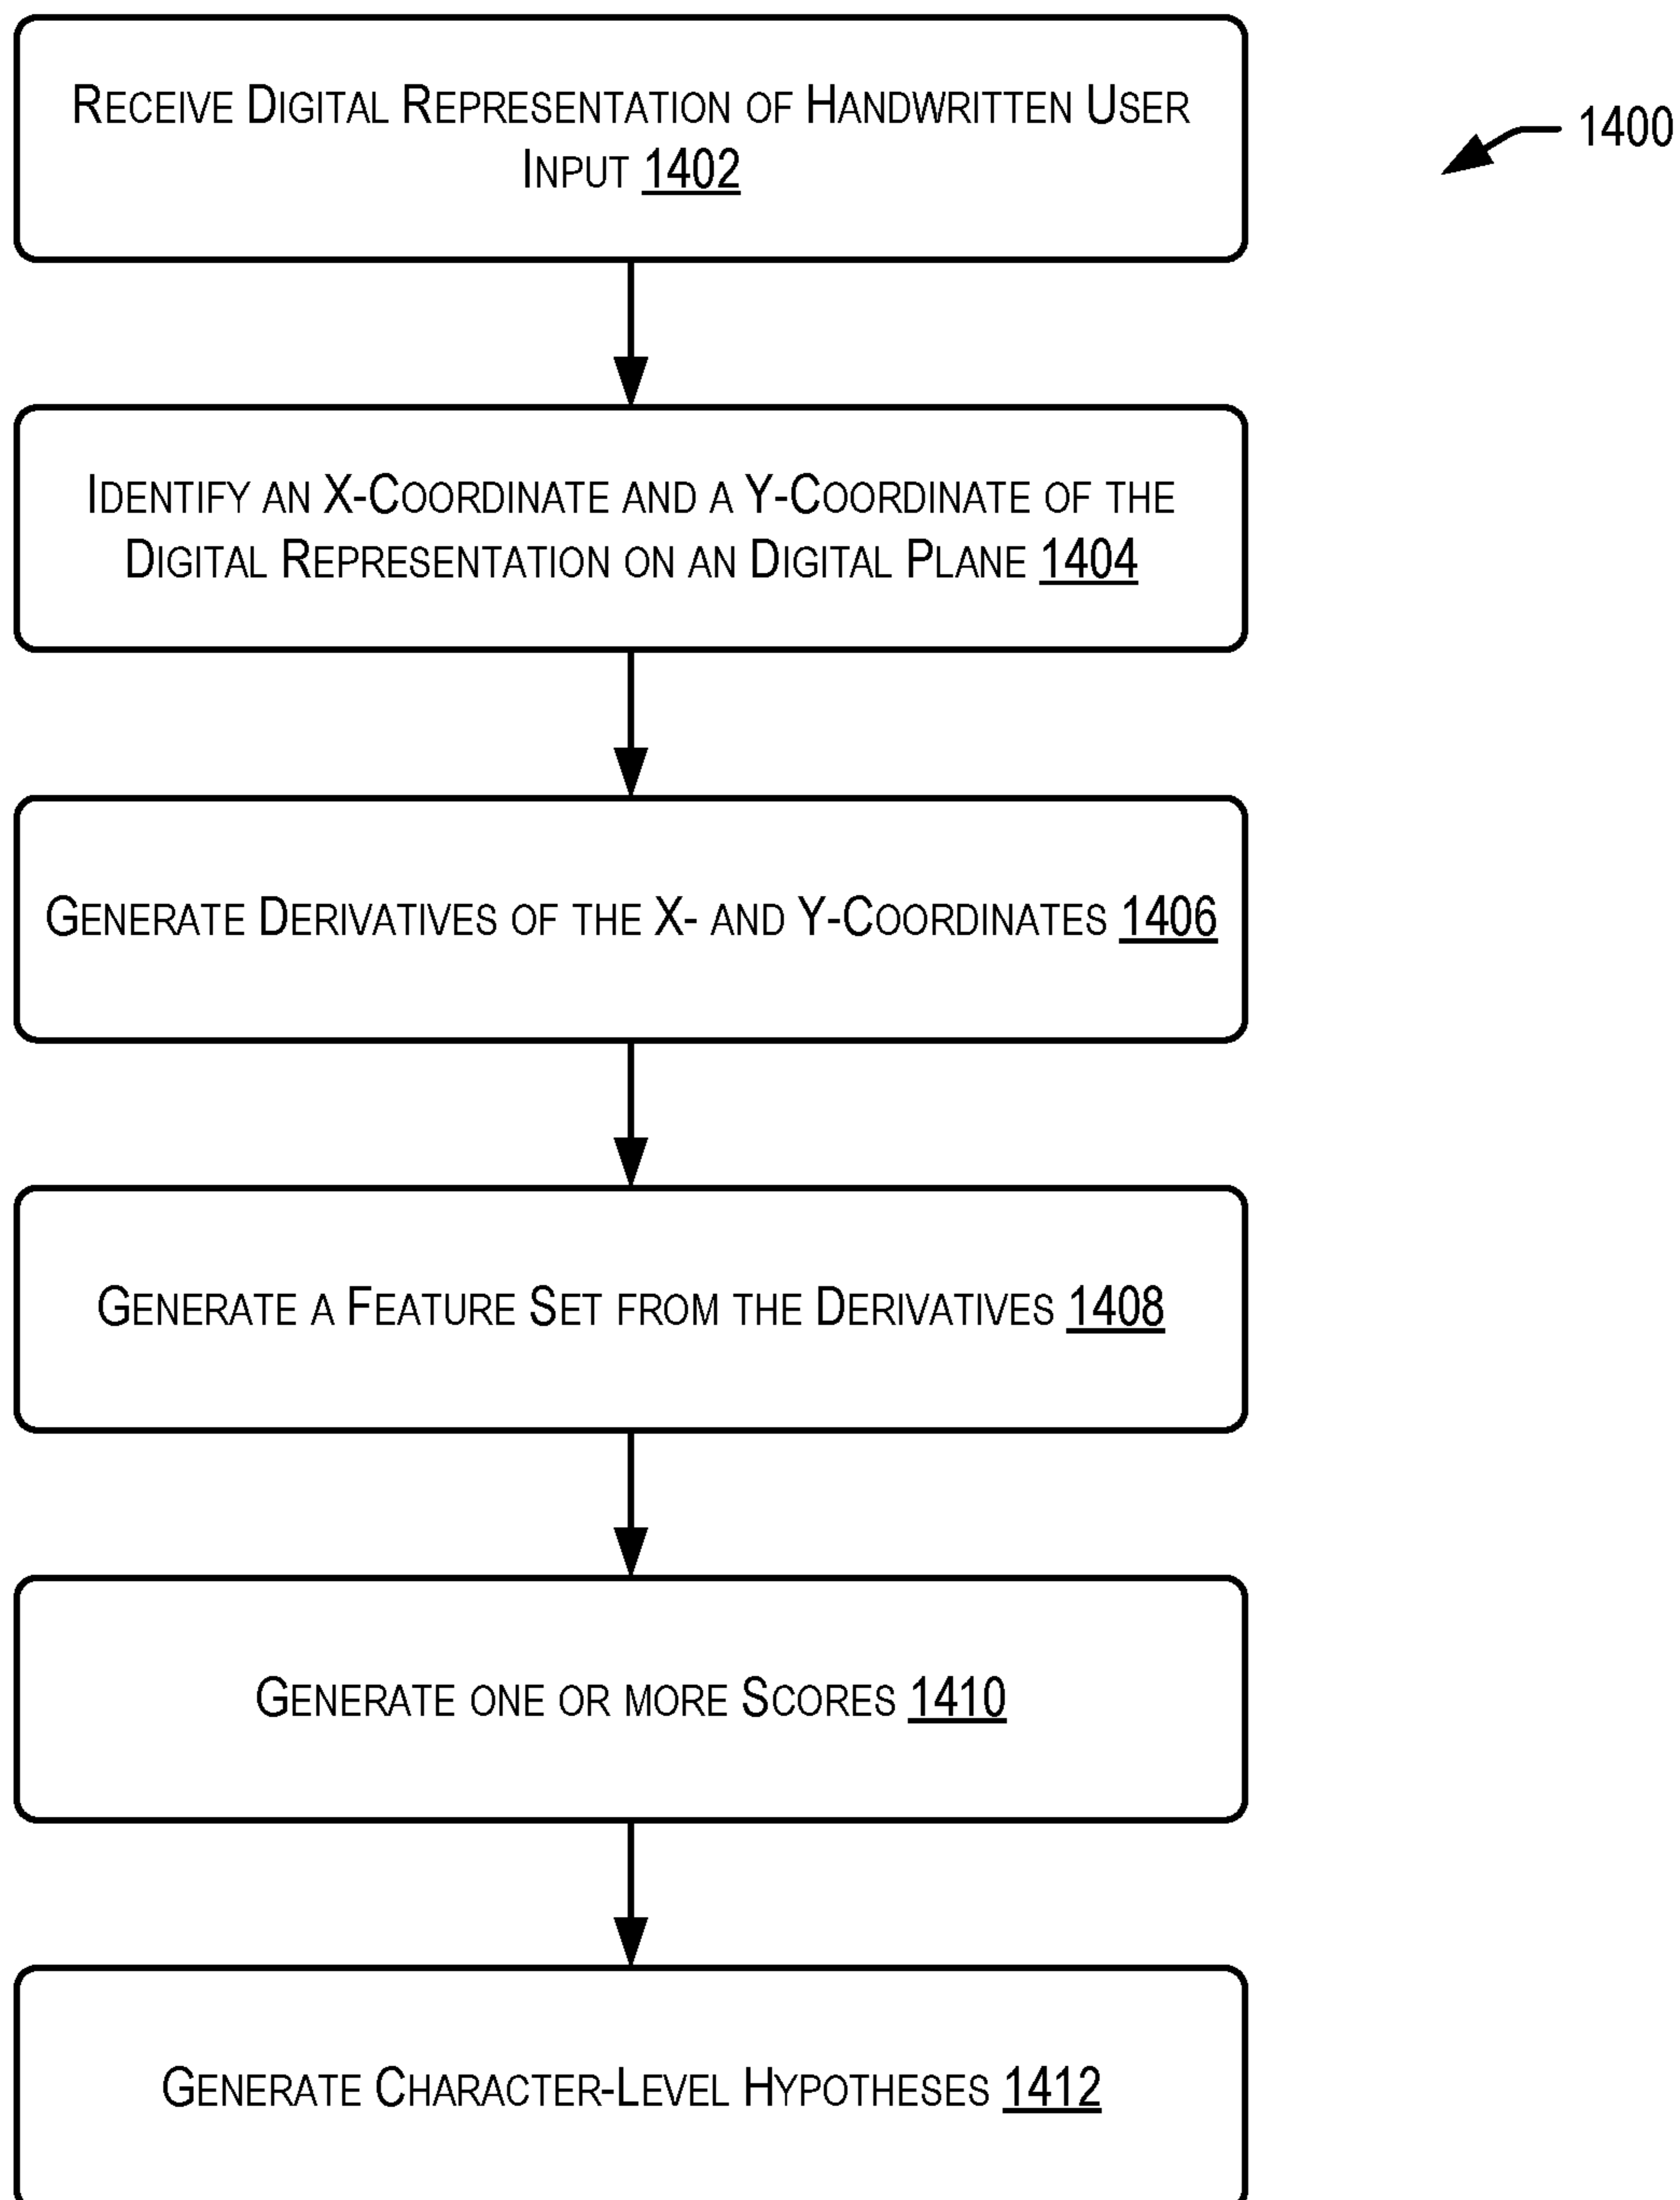 RECEIVE DIGITAL REPRESENTATION OF HANDWRITTEN USER
INPUT 1402
1400
IDENTIFY AN X-COORDINATE AND A Y-COORDINATE OF THE
DIGITAL REPRESENTATION ON AN DIGITAL PLANE 1404
GENERATE DERIVATIVES OF THE X- AND Y-COORDINATES 1406
GENERATE A FEATURE SET FROM THE DERIVATIVES 1408
GENERATE ONE OR MORE SCORES 1410
GENERATE CHARACTER-LEVEL HYPOTHESES 1412